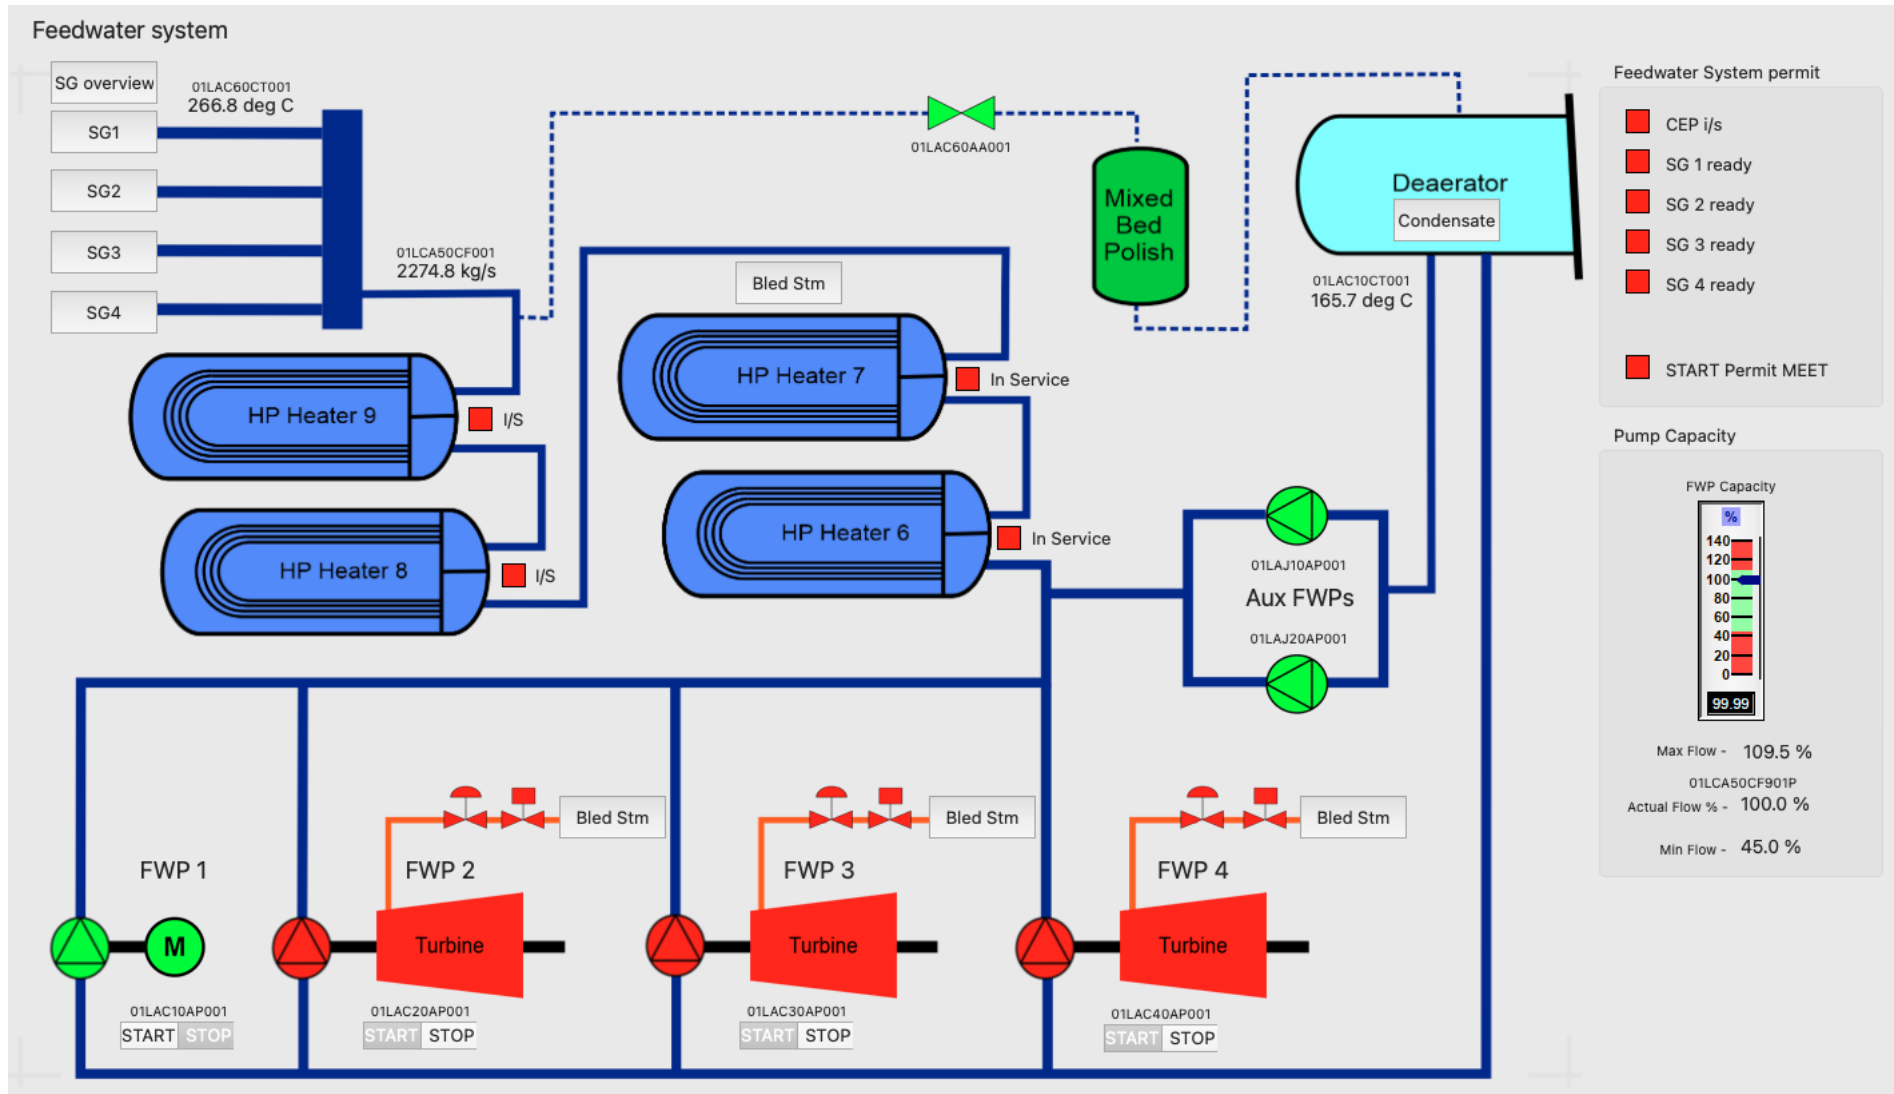 Feedwater system
SG overview
01LAC60CT001
266.8 deg C
SG1
SG2
SG3
SG4
01LCA50CF001
2274.8 kg/s
01LAC60AA001
Mixed
Bed
Polish
Deaerator
Condensate
01LAC10CT001
165.7 deg C
Bled Stm
HP Heater 7
In Service
HP Heater 9
I/S
HP Heater 6
In Service
HP Heater 8
I/S
01LAJ10AP001
Aux FWPs
01LAJ20AP001
Bled Stm
Bled Stm
Bled Stm
FWP 1
FWP 2
FWP 3
FWP 4
M
Turbine
Turbine
Turbine
01LAC10AP001
START STOP
01LAC20AP001
START STOP
01LAC30AP001
START STOP
01LAC40AP001
START STOP
Feedwater System permit
CEP i/s
SG 1 ready
SG 2 ready
SG 3 ready
SG 4 ready
START Permit MEET
Pump Capacity
FWP Capacity
%
140
120
100
80
60
40
20
0
99.99
Max Flow - 109.5 %
01LCA50CF901P
Actual Flow % - 100.0 %
Min Flow - 45.0 %